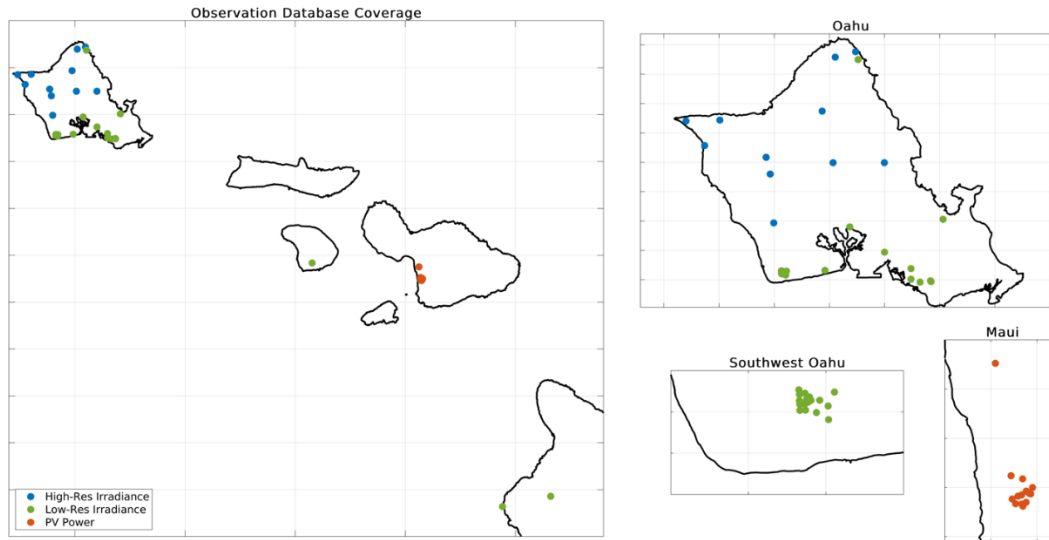 Observation Database Coverage
High-Res Irradiance
Low-Res Irradiance
PV Power
Oahu
Southwest Oahu
Maui